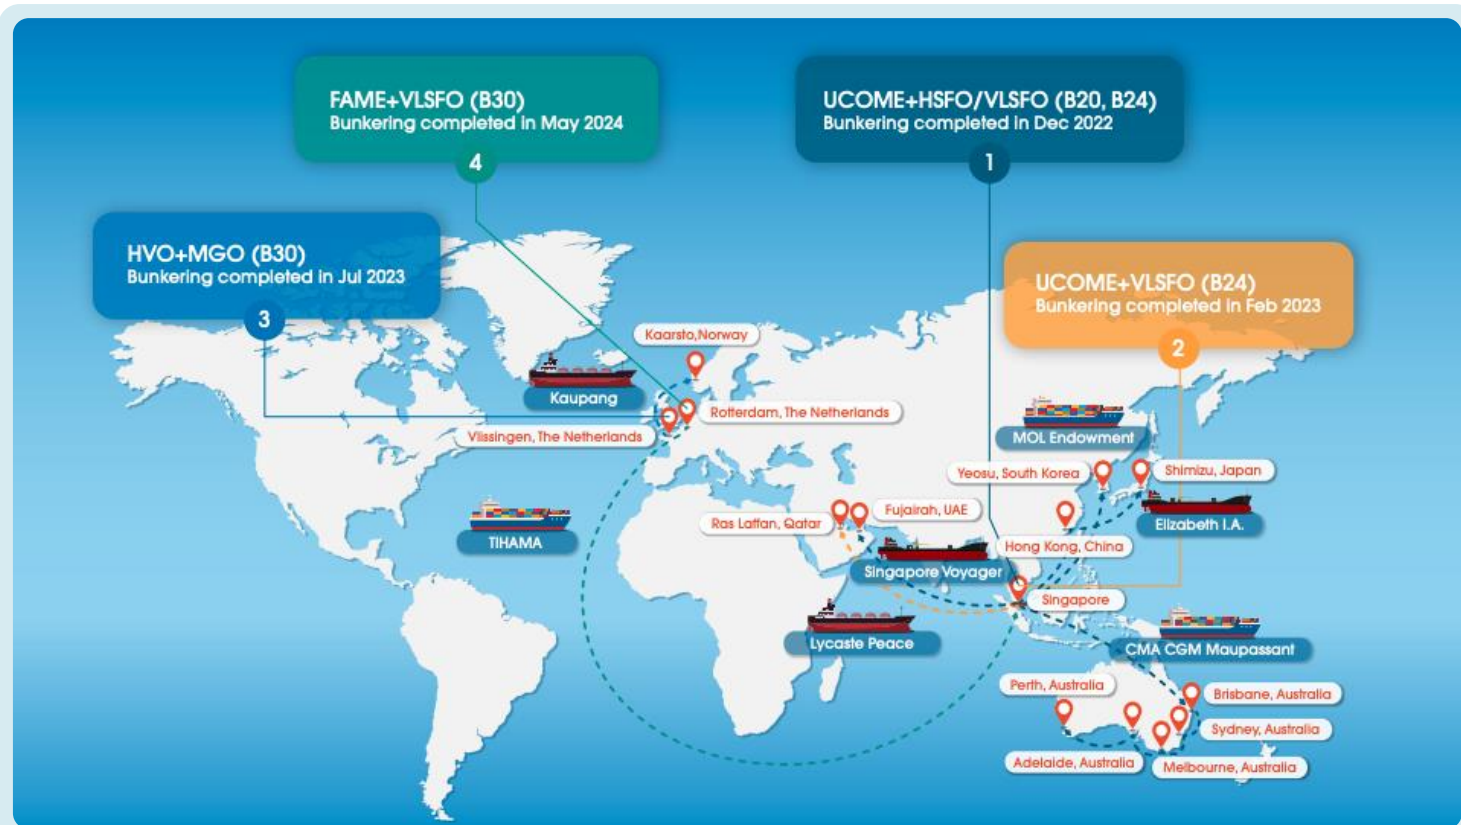 FAME+VLSFO (B30)
Bunkering completed in May 2024
4
UCOME+HSFO/VLSFO (B20, B24)
Bunkering completed in Dec 2022
1
HVO+MGO (B30)
Bunkering completed in Jul 2023
3
UCOME+VLSFO (B24)
Bunkering completed in Feb 2023
2
Kaarsto,Norway
Kaupang
Rotterdam, The Netherlands
Vlissingen, The Netherlands
MOL Endowment
Yeosu, South Korea
Shimizu, Japan
Elizabeth I.A.
Ras Laffan, Qatar
Fujairah, UAE
TIHAMA
Hong Kong, China
Singapore Voyager
Singapore
Lycaste Peace
CMA CGM Maupassant
Perth, Australia
Brisbane, Australia
Sydney, Australia
Adelaide, Australia
Melbourne, Australia